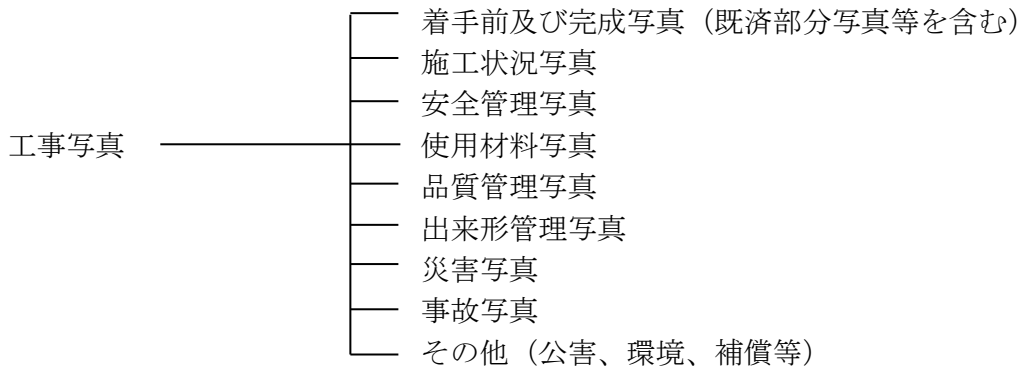 着手前及び完成写真（既済部分写真等を含む）
施工状況写真
安全管理写真
工事写真
使用材料写真
品質管理写真
出来形管理写真
災害写真
事故写真
その他（公害、環境、補償等）